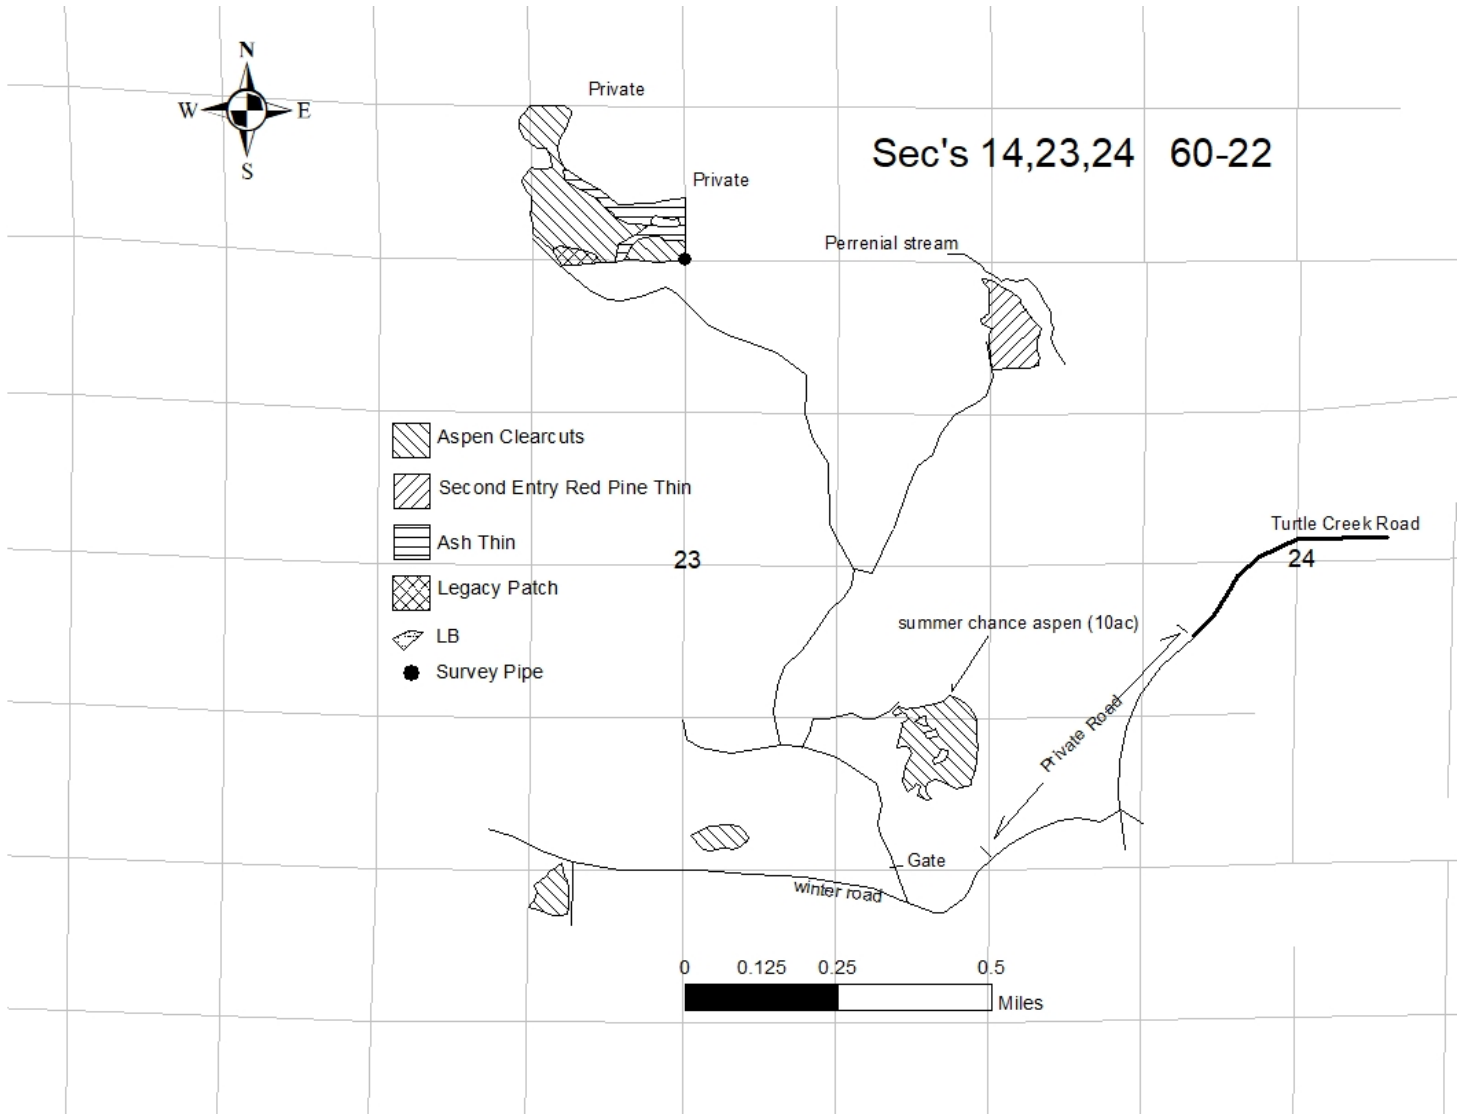 N
W E
S
Private
Sec's 14,23,24 60-22
Private
Perrenial stream
Aspen Clearcuts
Second Entry Red Pine Thin
Ash Thin
Legacy Patch
LB
Survey Pipe
23
Turtle Creek Road
24
summer chance aspen (10ac)
Private Road
Gate
winter road
0 0.125 0.25 0.5
Miles